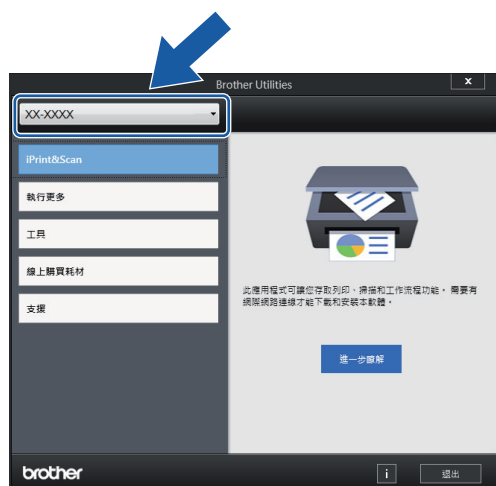 Brother Utilities
x
XX-XXXX
iPrint&Scan
執行更多
工具
線上購買耗材
支援
此應用程式可讓您存取列印、掃描和工作流程功能。需要有
網際網路連線才能下載和安裝本軟體。
進一步瞭解
brother
i
退出